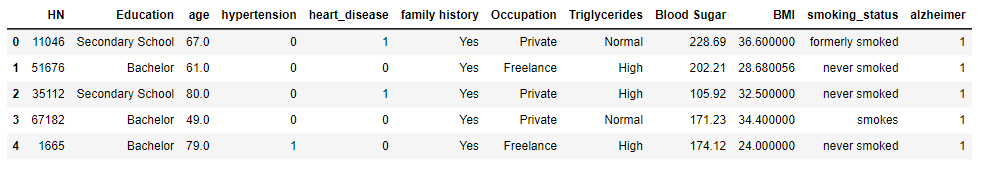 HN Education age hypertension heart_disease family history Occupation Triglycerides Blood Sugar BMI smoking_status alzheimer
0 11046 Secondary School 67.0 0 1 Yes Private Normal 228.69 36.600000 formerly smoked 1
1 51676 Bachelor 61.0 0 0 Yes Freelance High 202.21 28.680056 never smoked 1
2 35112 Secondary School 80.0 0 1 Yes Private High 105.92 32.500000 never smoked 1
3 67182 Bachelor 49.0 0 0 Yes Private Normal 171.23 34.400000 smokes 1
4 1665 Bachelor 79.0 1 0 Yes Freelance High 174.12 24.000000 never smoked 1